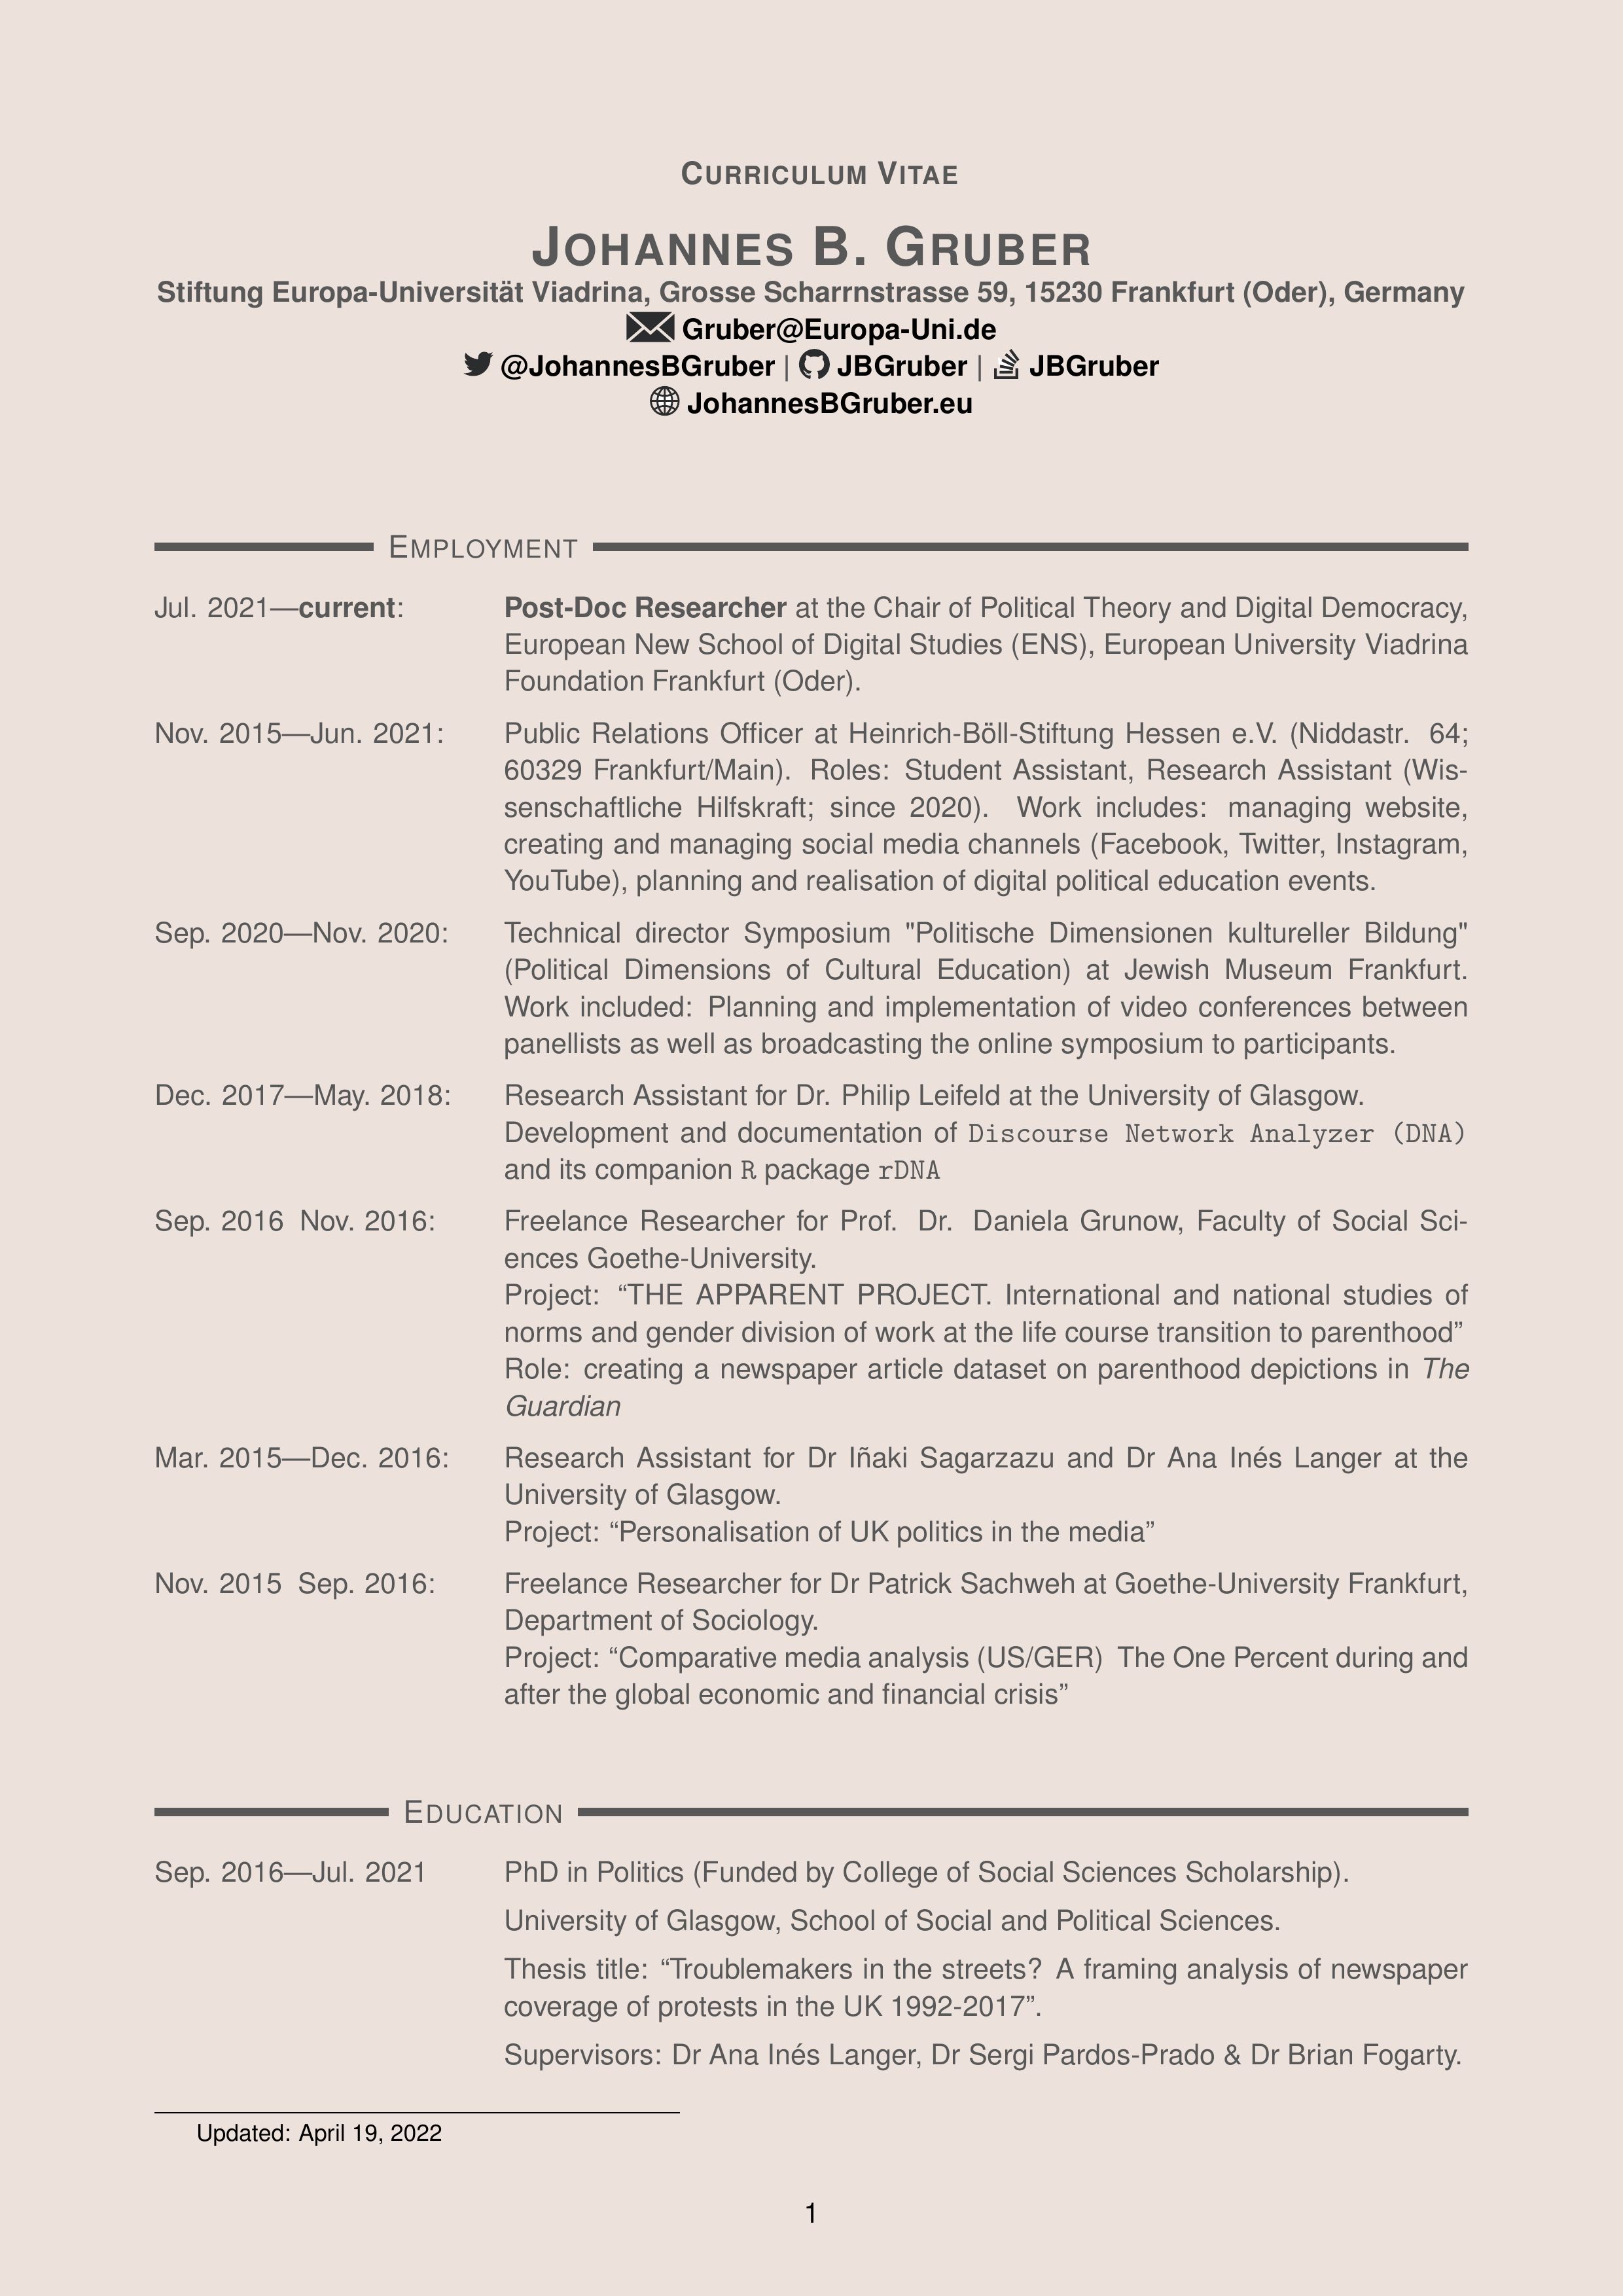 CURRICULUM VITAE
JOHANNES B. GRUBER
Stiftung Europa-Universität Viadrina, Grosse Scharrnstrasse 59, 15230 Frankfurt (Oder), Germany
Gruber@Europa-Uni.de
@JohannesBGruber | JBGruber | JBGruber
JohannesBGruber.eu
EMPLOYMENT
Jul. 2021—current: Post-Doc Researcher at the Chair of Political Theory and Digital Democracy,
European New School of Digital Studies (ENS), European University Viadrina
Foundation Frankfurt (Oder).
Nov. 2015—Jun. 2021: Public Relations Officer at Heinrich-Böll-Stiftung Hessen e.V. (Niddastr. 64;
60329 Frankfurt/Main). Roles: Student Assistant, Research Assistant (Wis-
senschaftliche Hilfskraft; since 2020). Work includes: managing website,
creating and managing social media channels (Facebook, Twitter, Instagram,
YouTube), planning and realisation of digital political education events.
Sep. 2020—Nov. 2020: Technical director Symposium "Politische Dimensionen kultureller Bildung"
(Political Dimensions of Cultural Education) at Jewish Museum Frankfurt.
Work included: Planning and implementation of video conferences between
panellists as well as broadcasting the online symposium to participants.
Dec. 2017—May. 2018: Research Assistant for Dr. Philip Leifeld at the University of Glasgow.
Development and documentation of Discourse Network Analyzer (DNA)
and its companion R package rDNA
Sep. 2016 Nov. 2016: Freelance Researcher for Prof. Dr. Daniela Grunow, Faculty of Social Sci-
ences Goethe-University.
Project: “THE APPARENT PROJECT. International and national studies of
norms and gender division of work at the life course transition to parenthood”
Role: creating a newspaper article dataset on parenthood depictions in The
Guardian
Mar. 2015—Dec. 2016: Research Assistant for Dr Iñaki Sagarzazu and Dr Ana Inés Langer at the
University of Glasgow.
Project: “Personalisation of UK politics in the media”
Nov. 2015 Sep. 2016: Freelance Researcher for Dr Patrick Sachweh at Goethe-University Frankfurt,
Department of Sociology.
Project: “Comparative media analysis (US/GER) The One Percent during and
after the global economic and financial crisis”
EDUCATION
Sep. 2016—Jul. 2021 PhD in Politics (Funded by College of Social Sciences Scholarship).
University of Glasgow, School of Social and Political Sciences.
Thesis title: “Troublemakers in the streets? A framing analysis of newspaper
coverage of protests in the UK 1992-2017”.
Supervisors: Dr Ana Inés Langer, Dr Sergi Pardos-Prado & Dr Brian Fogarty.
Updated: April 19, 2022
1